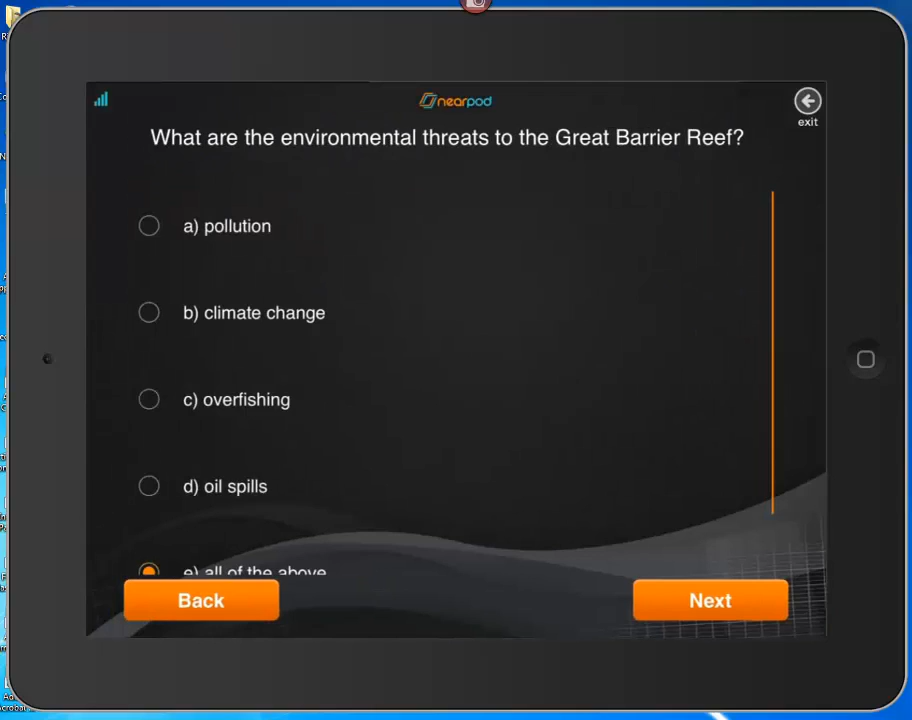 nearpod
exit
What are the environmental threats to the Great Barrier Reef?
a) pollution
b) climate change
c) overfishing
d) oil spills
e) all of the above
Back
Next